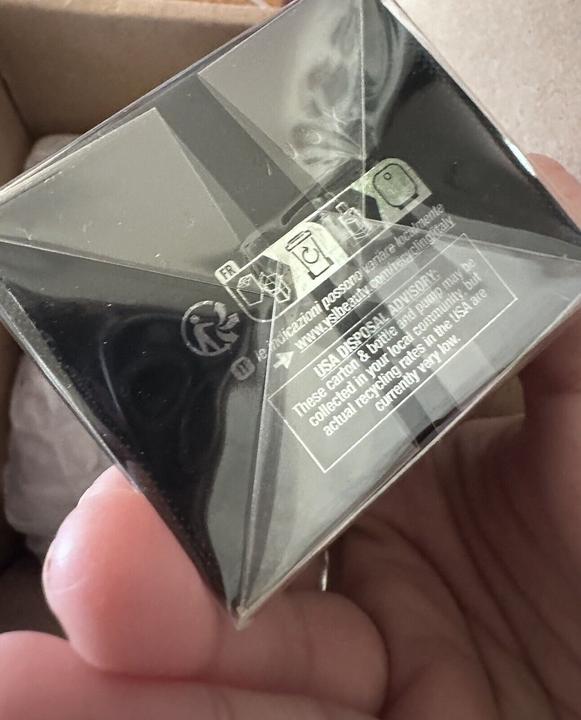 FR
IT le indicazioni possono variare localmente
www.yslbeauty.com/recycling/italy
USA DISPOSAL ADVISORY:
These carton & bottle and pump may be
collected in your local community, but
actual recycling rates in the USA are
currently very low.